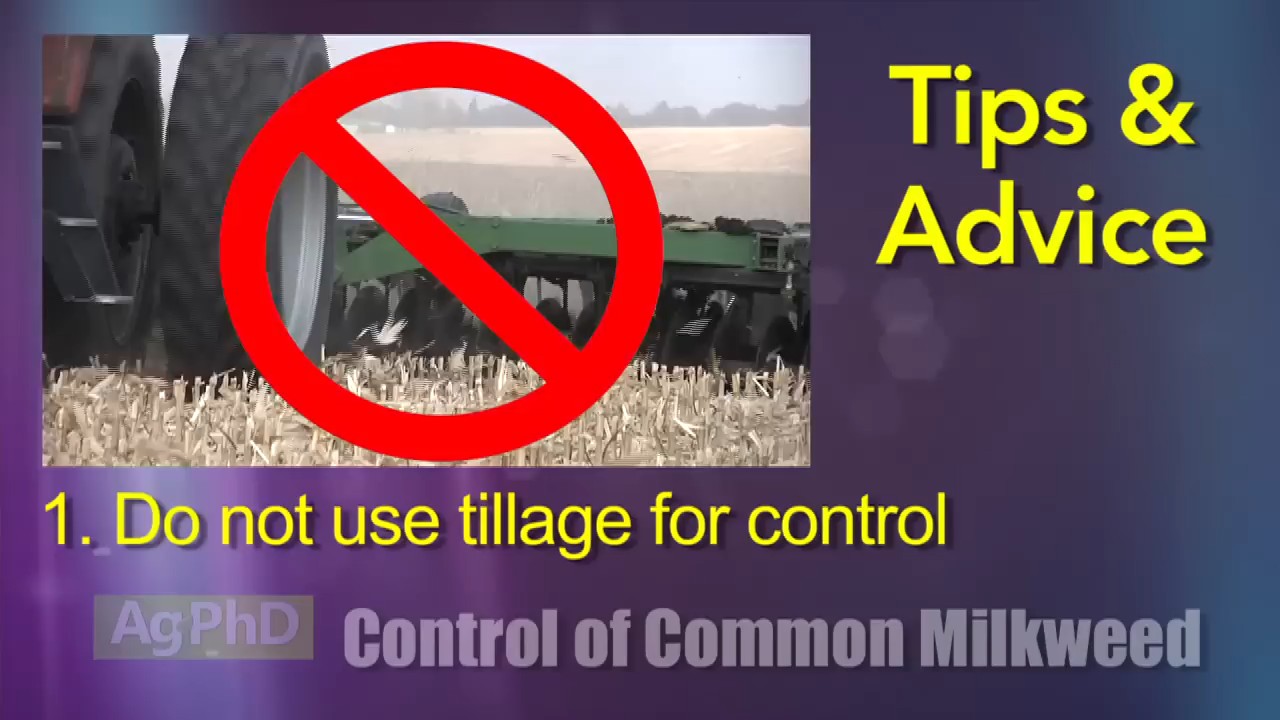 Tips &
Advice
1. Do not use tillage for control
AgPhD Control of Common Milkweed